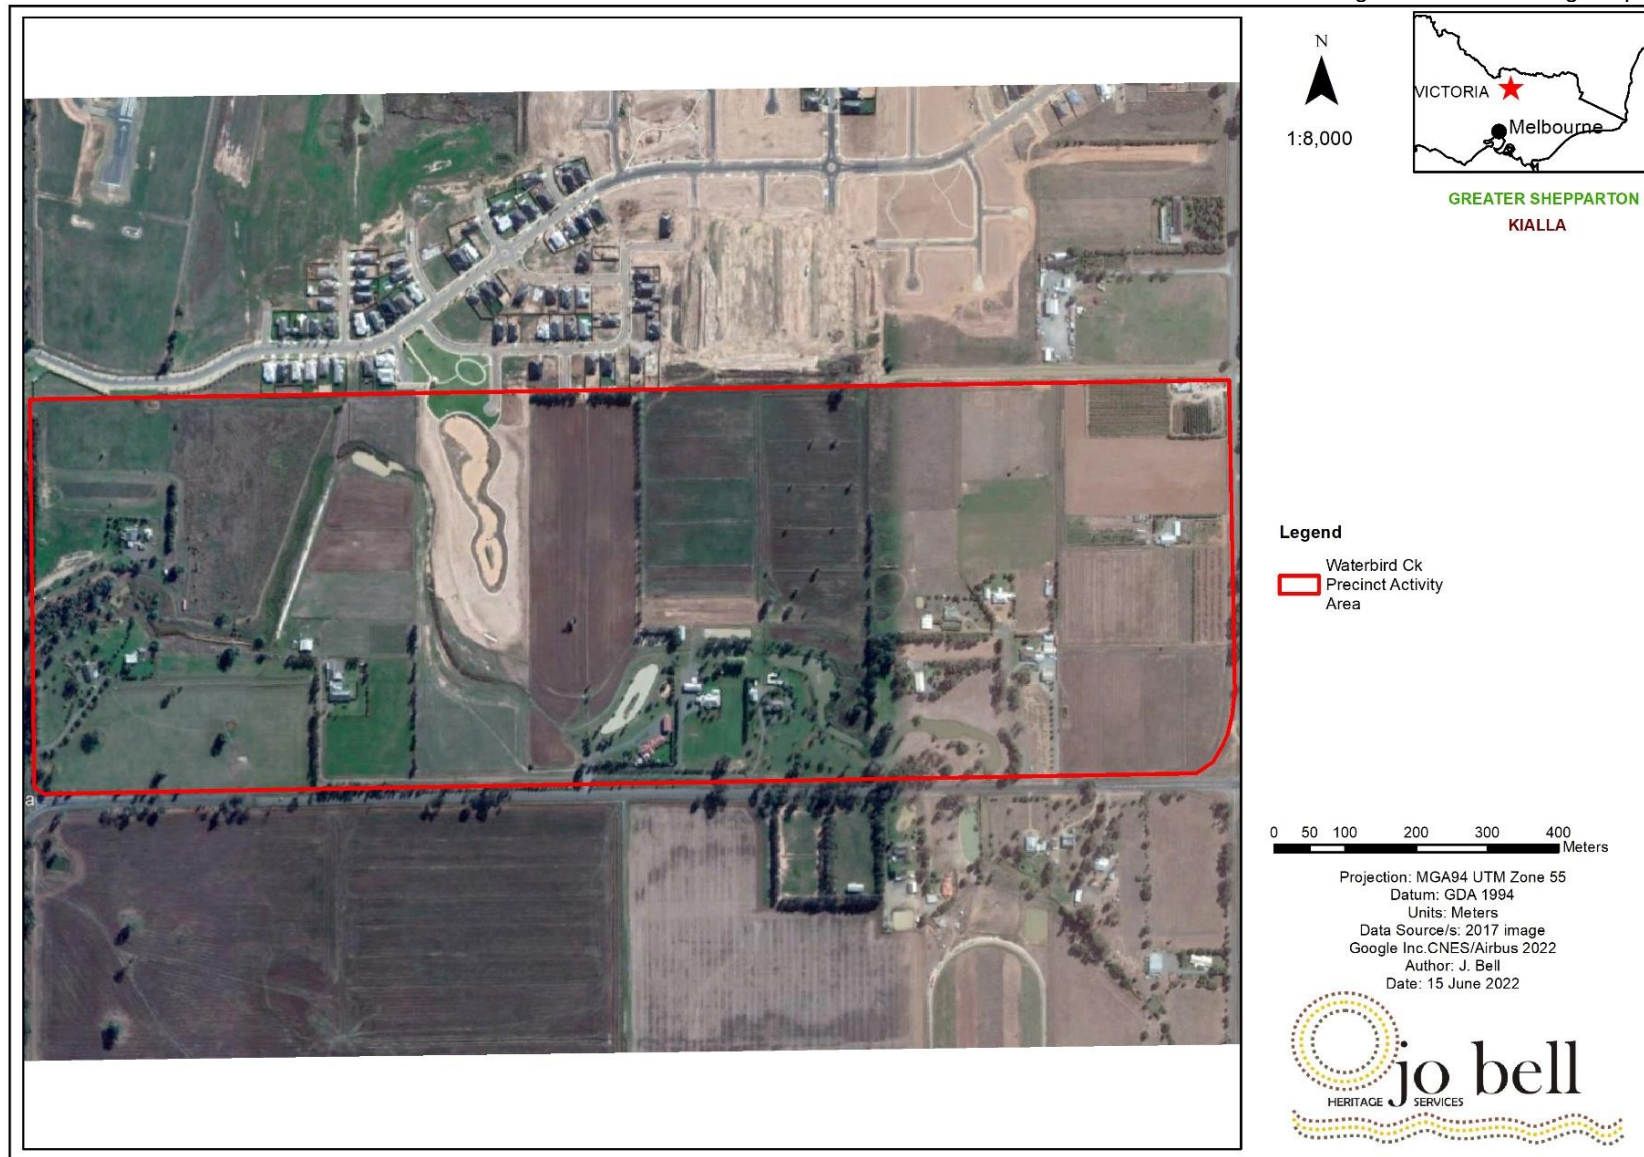 N
1:8,000
VICTORIA
Melbourne
GREATER SHEPPARTON
KIALLA
Legend
Waterbird Ck
Precinct Activity
Area
a
0 50 100 200 300 400
Meters
Projection: MGA94 UTM Zone 55
Datum: GDA 1994
Units: Meters
Data Source/s: 2017 image
Google Inc.CNES/Airbus 2022
Author: J. Bell
Date: 15 June 2022
jo bell
HERITAGE SERVICES